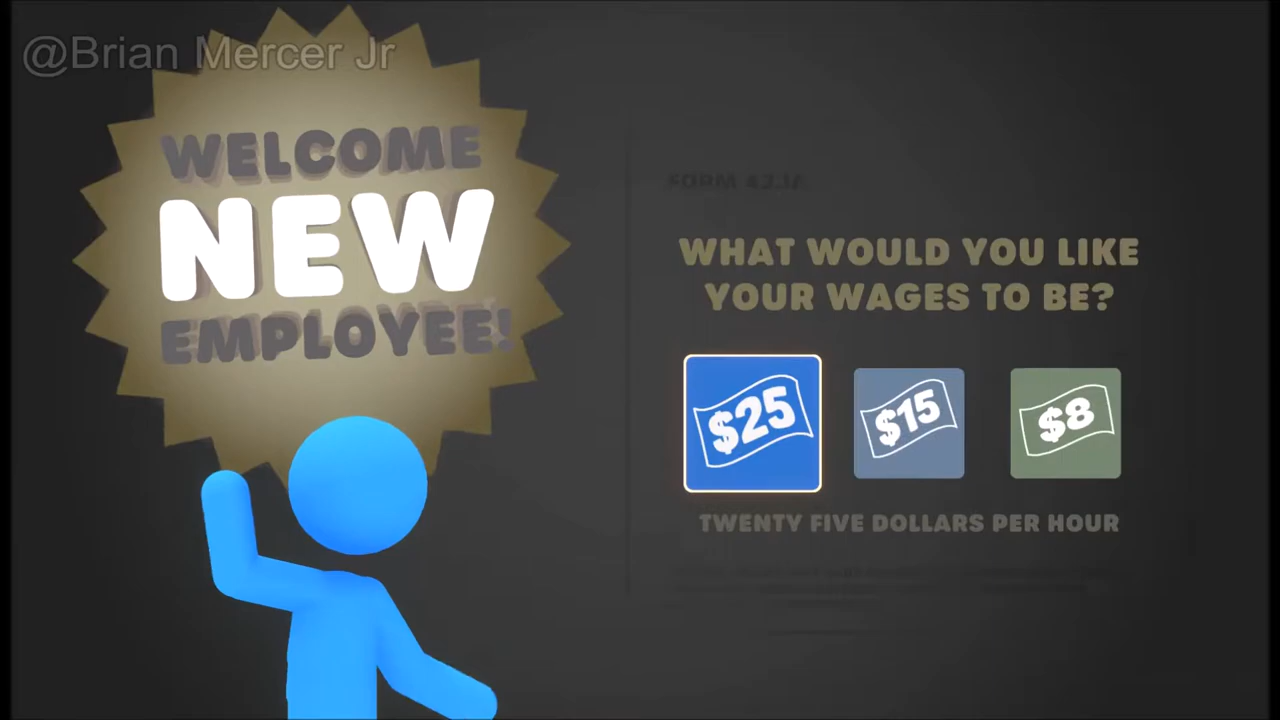 @Brian Mercer Jr
WELCOME
NEW
EMPLOYEE!
WHAT WOULD YOU LIKE
YOUR WAGES TO BE?
$25
$15
$8
TWENTY FIVE DOLLARS PER HOUR